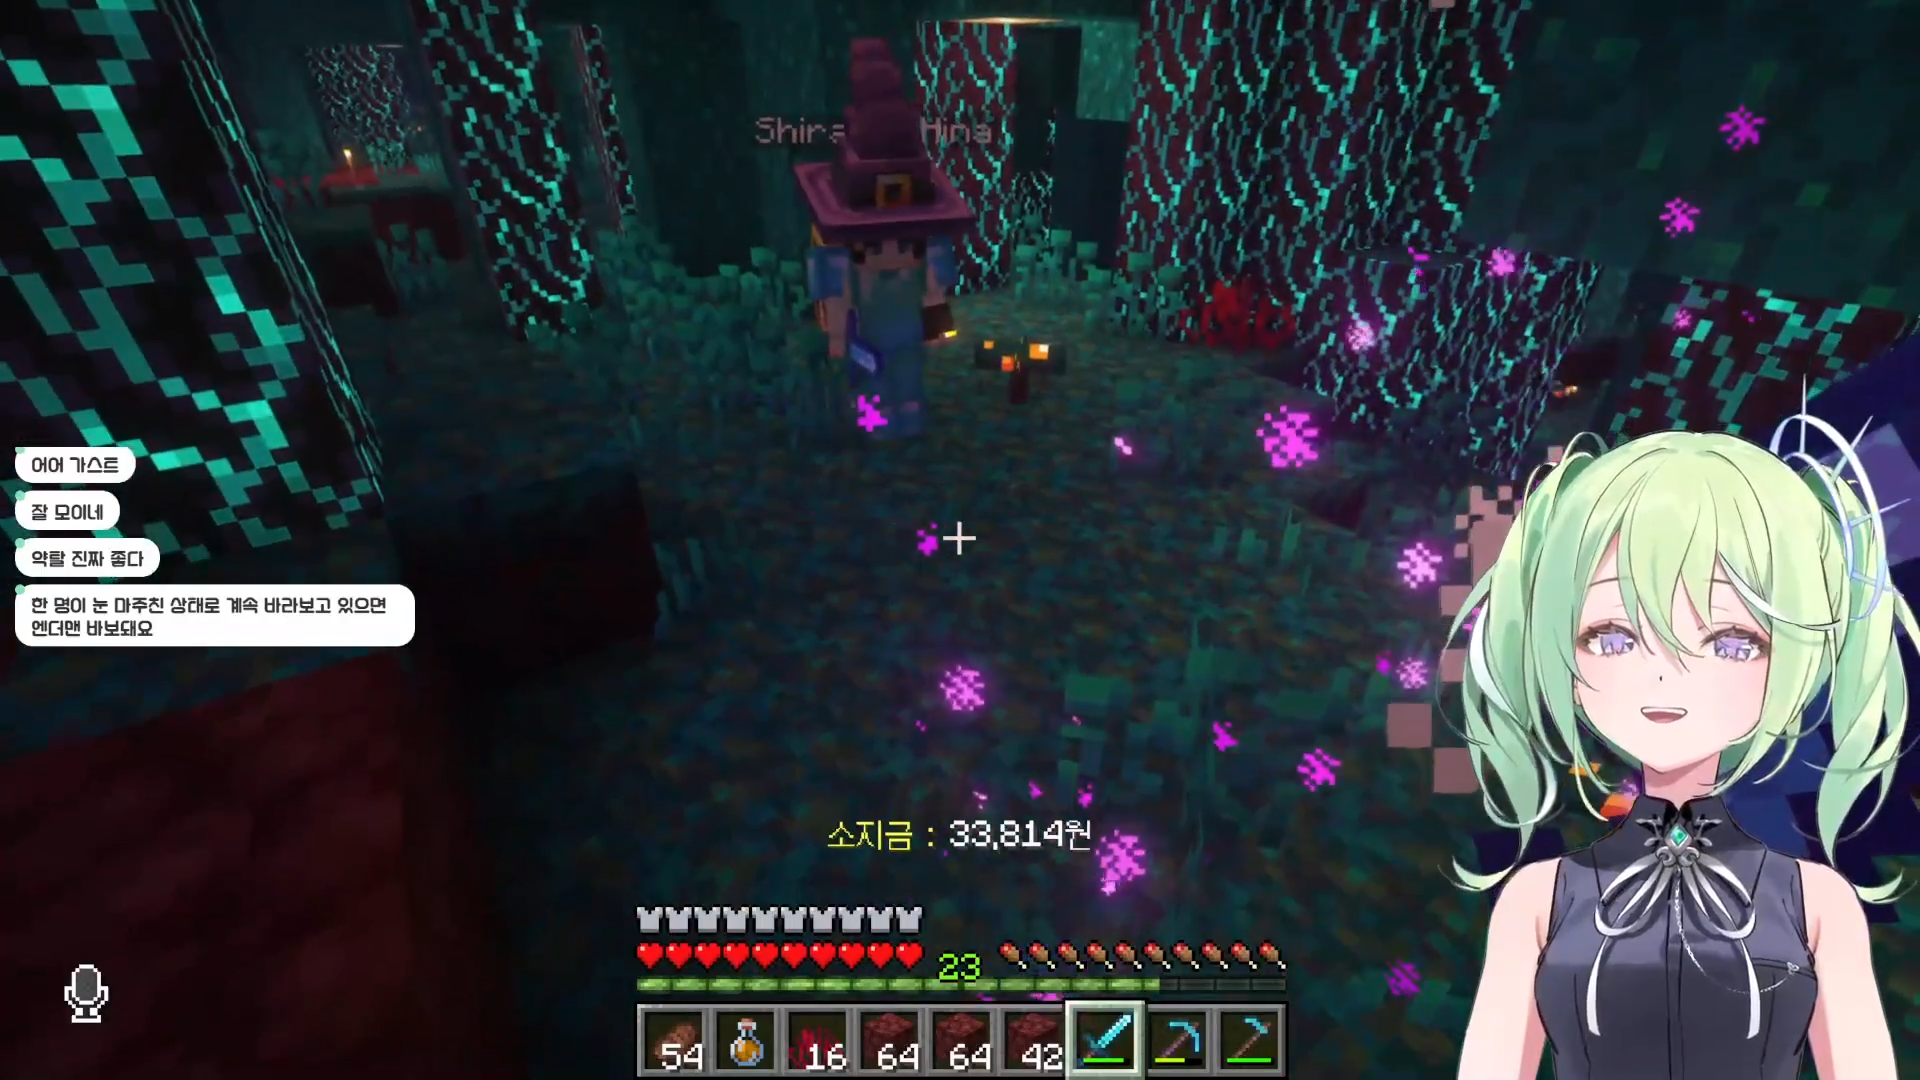 Shira
Hina
어어 가스트
잘 모이네
약탈 진짜 좋다
한 명이 눈 마주친 상태로 계속 바라보고 있으면
엔더맨 바보돼요
소지금 : 33,814원
23
54
16
64
64
42